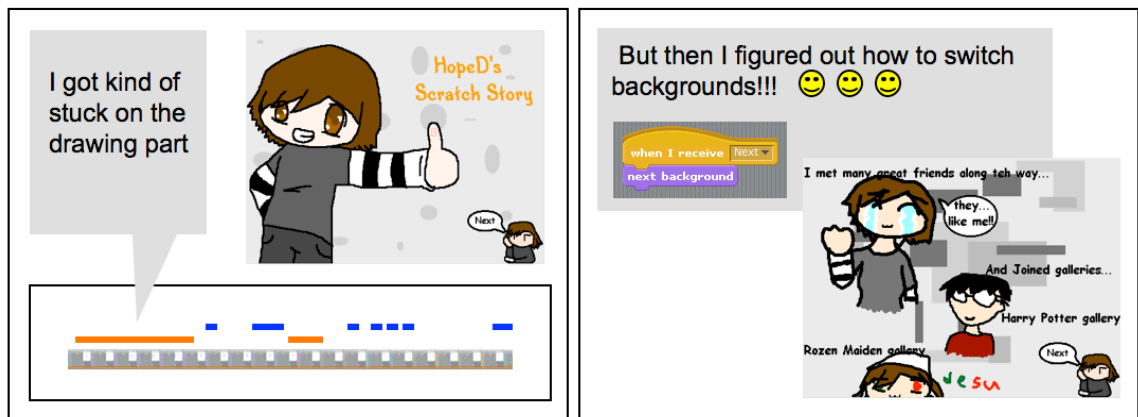 I got kind of
stuck on the
drawing part
HopeD's
Scratch Story
Next
But then I figured out how to switch
backgrounds!!!
when I receive Next
next background
I met many great friends along teh way...
they...
like me!!
And Joined galleries...
Harry Potter gallery
Rozen Maiden gallery
desu
Next